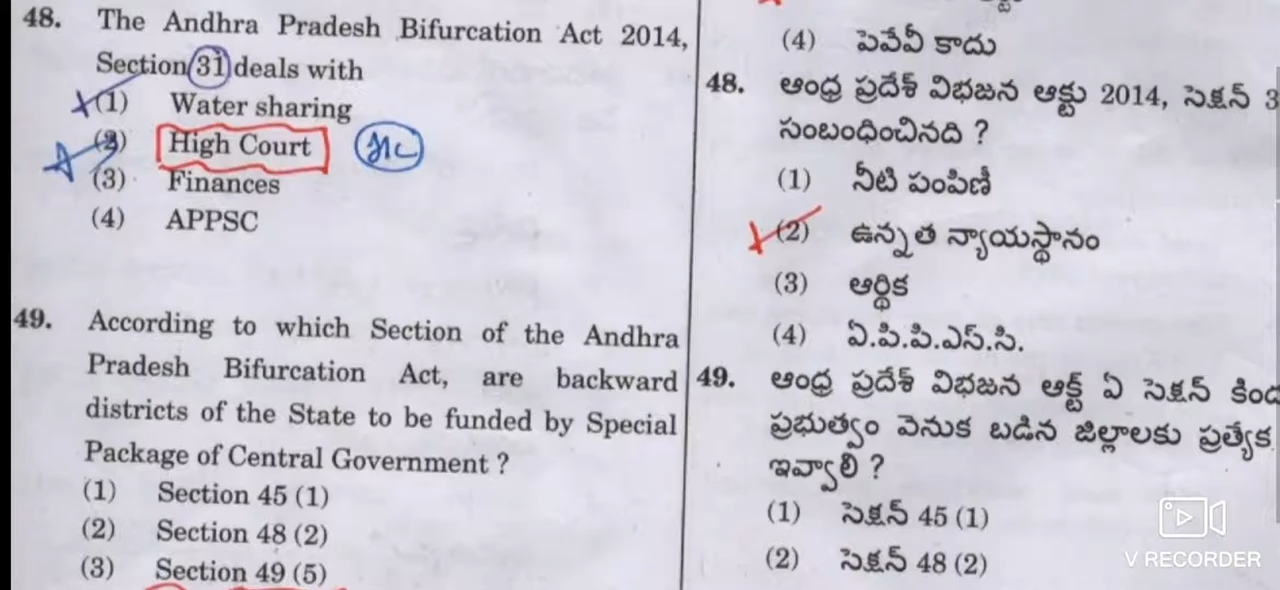 48. The Andhra Pradesh Bifurcation Act 2014,
Section 31 deals with
(1) Water sharing
(2) High Court HC
(3) Finances
(4) APPSC
49. According to which Section of the Andhra
Pradesh Bifurcation Act, are backward
districts of the State to be funded by Special
Package of Central Government ?
(1) Section 45 (1)
(2) Section 48 (2)
(3) Section 49 (5)
(4) పైవేవీ కాదు
48. ఆంధ్ర ప్రదేశ్ విభజన ఆక్టు 2014, సెక్షన్ 3
సంబంధించినది ?
(1) నీటి పంపిణీ
(2) ఉన్నత న్యాయస్థానం
(3) ఆర్థిక
(4) ఏ.పి.పి.ఎస్.సి.
49. ఆంధ్ర ప్రదేశ్ విభజన ఆక్ట్ ఏ సెక్షన్ కింద
ప్రభుత్వం వెనుక బడిన జిల్లాలకు ప్రత్యేక
ఇవ్వాలి ?
(1) సెక్షన్ 45 (1)
(2) సెక్షన్ 48 (2)
V RECORDER